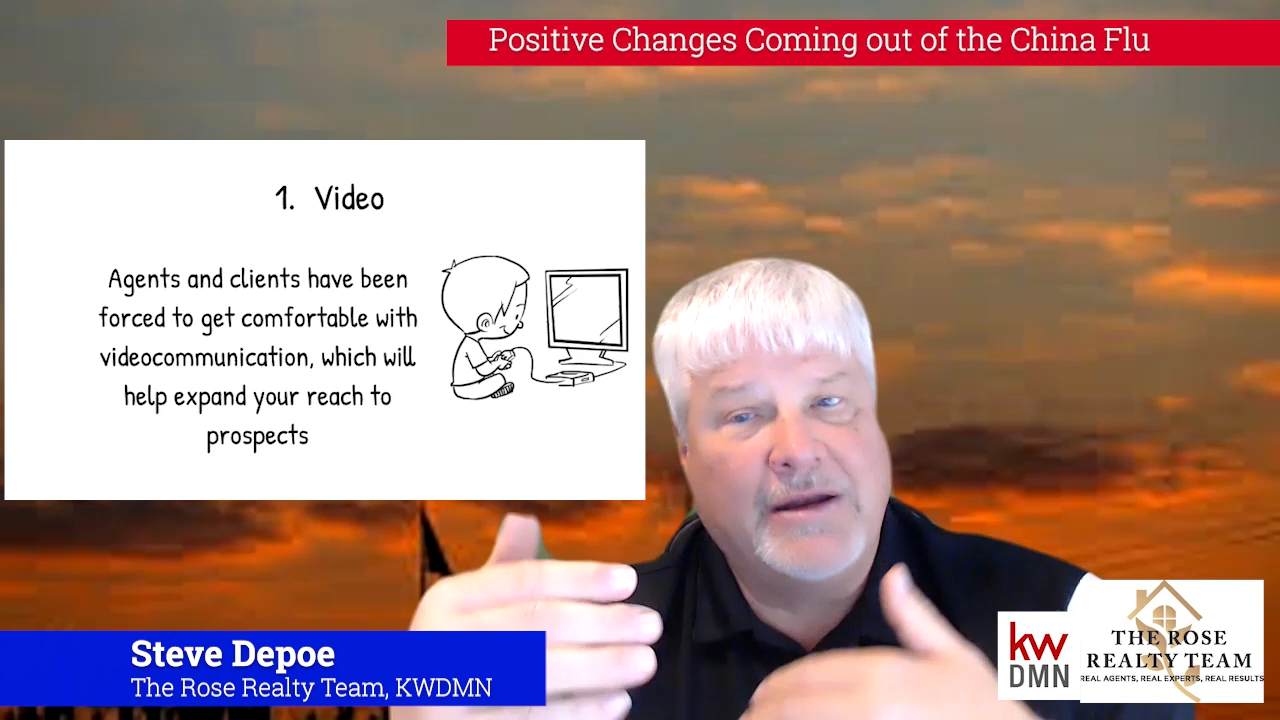 Positive Changes Coming out of the China Flu
1. Video
Agents and clients have been
forced to get comfortable with
videocommunication, which will
help expand your reach to
prospects
Steve Depoe
The Rose Realty Team, KWDMN
kw
DMN
THE ROSE
REALTY TEAM
REAL AGENTS, REAL EXPERTS, REAL RESULTS